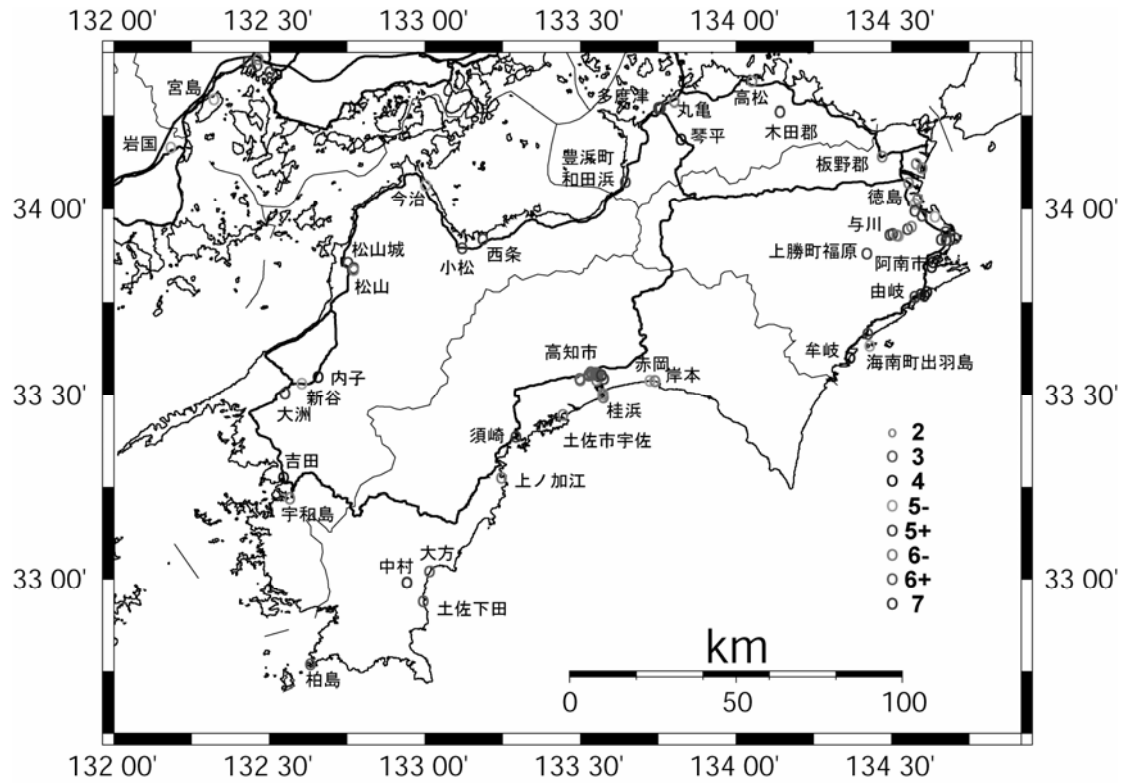 132 00' 132 30' 133 00' 133 30' 134 00' 134 30'
宮島
多度津
丸亀
高松
岩国
琴平
木田郡
豊浜町
和田浜
板野郡
今治
徳島
34 00'
34 00'
与川
松山城
小松
西条
上勝町福原
阿南市
松山
由岐
高知市
赤岡
牟岐
海南町出羽島
内子
岸本
新谷
33 30'
33 30'
大洲
桂浜
須崎
土佐市宇佐
2
3
吉田
上ノ加江
4
宇和島
5-
5+
大方
6-
中村
33 00'
33 00'
6+
土佐下田
7
km
柏島
0 50 100
132 00' 132 30' 133 00' 133 30' 134 00' 134 30'